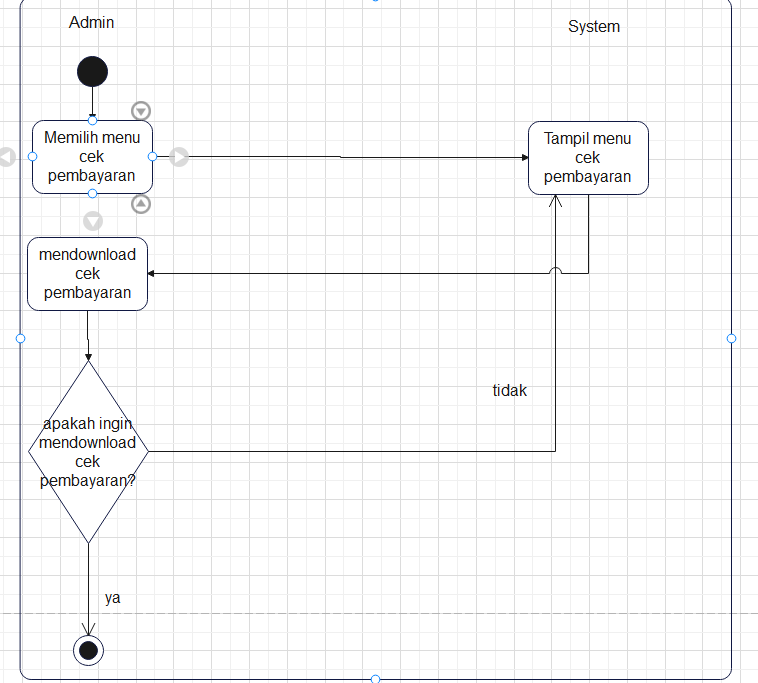 Admin
System
Memilih menu
cek
pembayaran
Tampil menu
cek
pembayaran
mendownload
cek
pembayaran
tidak
apakah ingin
mendownload
cek
pembayaran?
ya